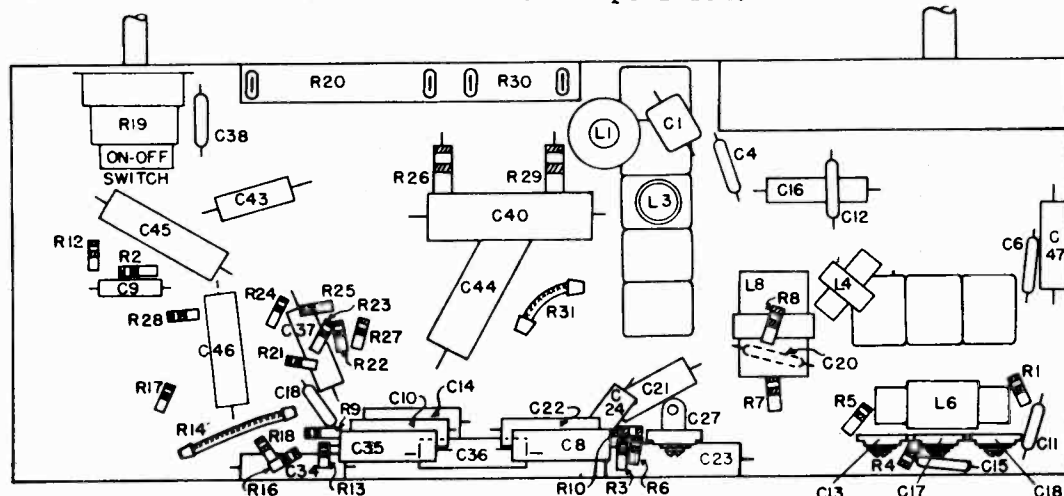 R20
R30
R19
C38
ON-OFF
SWITCH
L1
C1
C4
R26
R29
C16
C12
C43
C40
L3
C45
C
47
C6
R12
R2
C9
R28
C46
R24
R25
R23
C37
R22
R27
R21
C44
R31
L8
R8
L4
C20
R17
C18
R9
C10
C14
C22
C
24
C21
C27
R7
R5
L6
R1
R14
R18
C35
C36
C8
C23
C11
R16
C34
R13
R10
R3
R6
C13
R4
C17
C15
C18